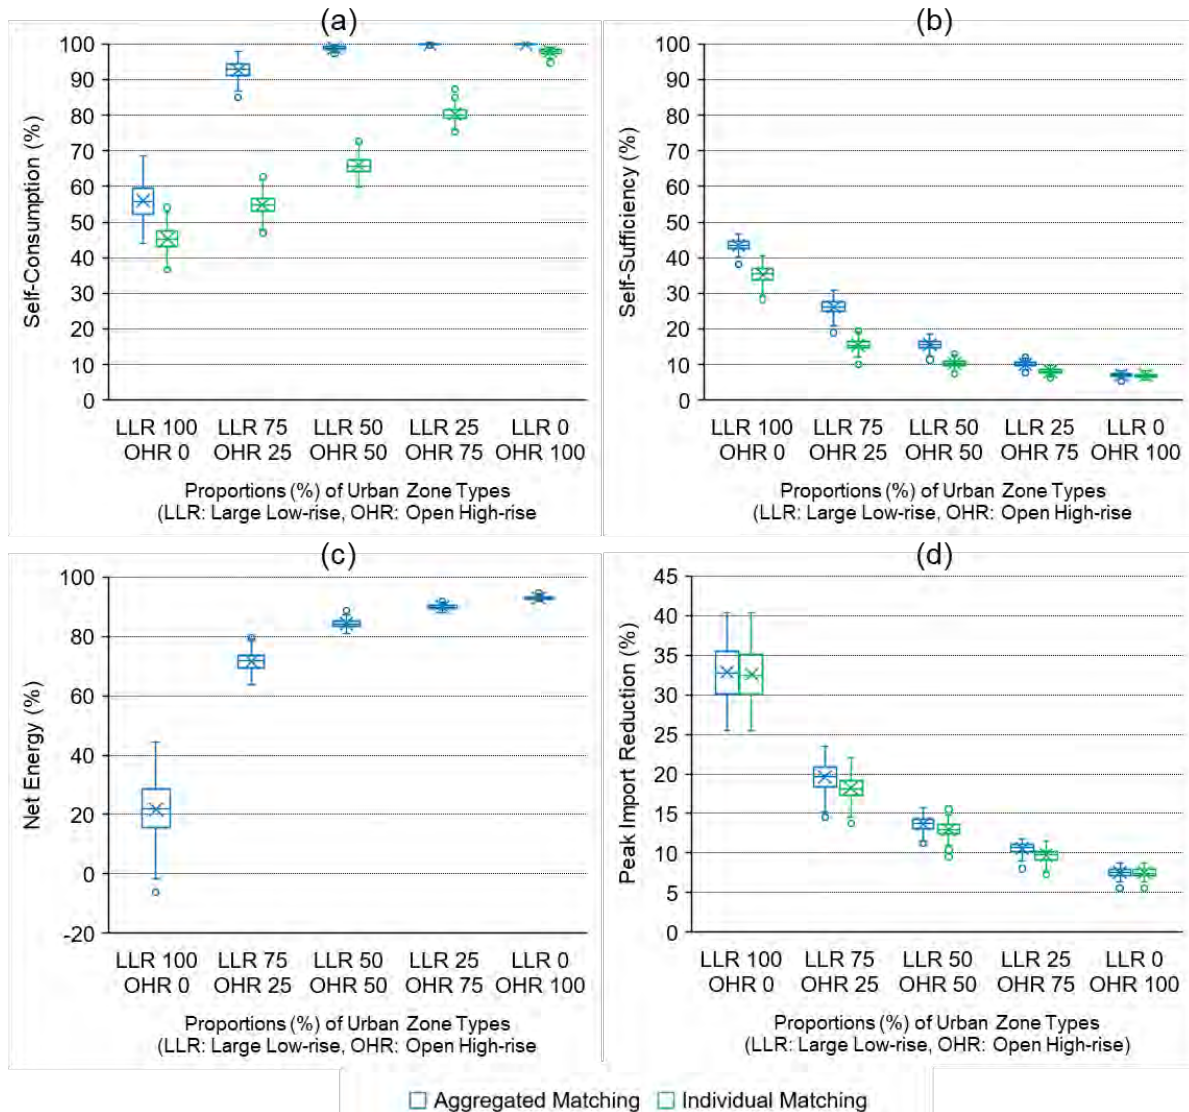 (a)
100
90
80
70
60
50
40
30
20
10
0
Self-Consumption (%)
LLR 100 LLR 75 LLR 50 LLR 25 LLR 0
OHR 0 OHR 25 OHR 50 OHR 75 OHR 100
Proportions (%) of Urban Zone Types
(LLR: Large Low-rise, OHR: Open High-rise
(b)
100
90
80
70
60
50
40
30
20
10
0
Self-Sufficiency (%)
LLR 100 LLR 75 LLR 50 LLR 25 LLR 0
OHR 0 OHR 25 OHR 50 OHR 75 OHR 100
Proportions (%) of Urban Zone Types
(LLR: Large Low-rise, OHR: Open High-rise
(c)
100
80
60
40
20
0
-20
Net Energy (%)
LLR 100 LLR 75 LLR 50 LLR 25 LLR 0
OHR 0 OHR 25 OHR 50 OHR 75 OHR 100
Proportions (%) of Urban Zone Types
(LLR: Large Low-rise, OHR: Open High-rise
(d)
45
40
35
30
25
20
15
10
5
0
Peak Import Reduction (%)
LLR 100 LLR 75 LLR 50 LLR 25 LLR 0
OHR 0 OHR 25 OHR 50 OHR 75 OHR 100
Proportions (%) of Urban Zone Types
(LLR: Large Low-rise, OHR: Open High-rise)
Aggregated Matching Individual Matching